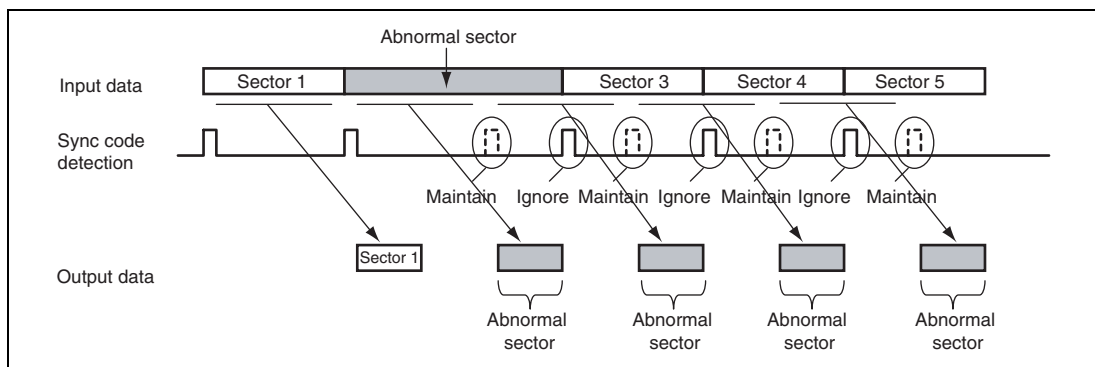 Abnormal sector
Input data
Sector 1
Sector 3
Sector 4
Sector 5
Sync code
detection
Maintain
Ignore
Maintain
Ignore
Maintain
Ignore
Maintain
Output data
Sector 1
Abnormal
sector
Abnormal
sector
Abnormal
sector
Abnormal
sector